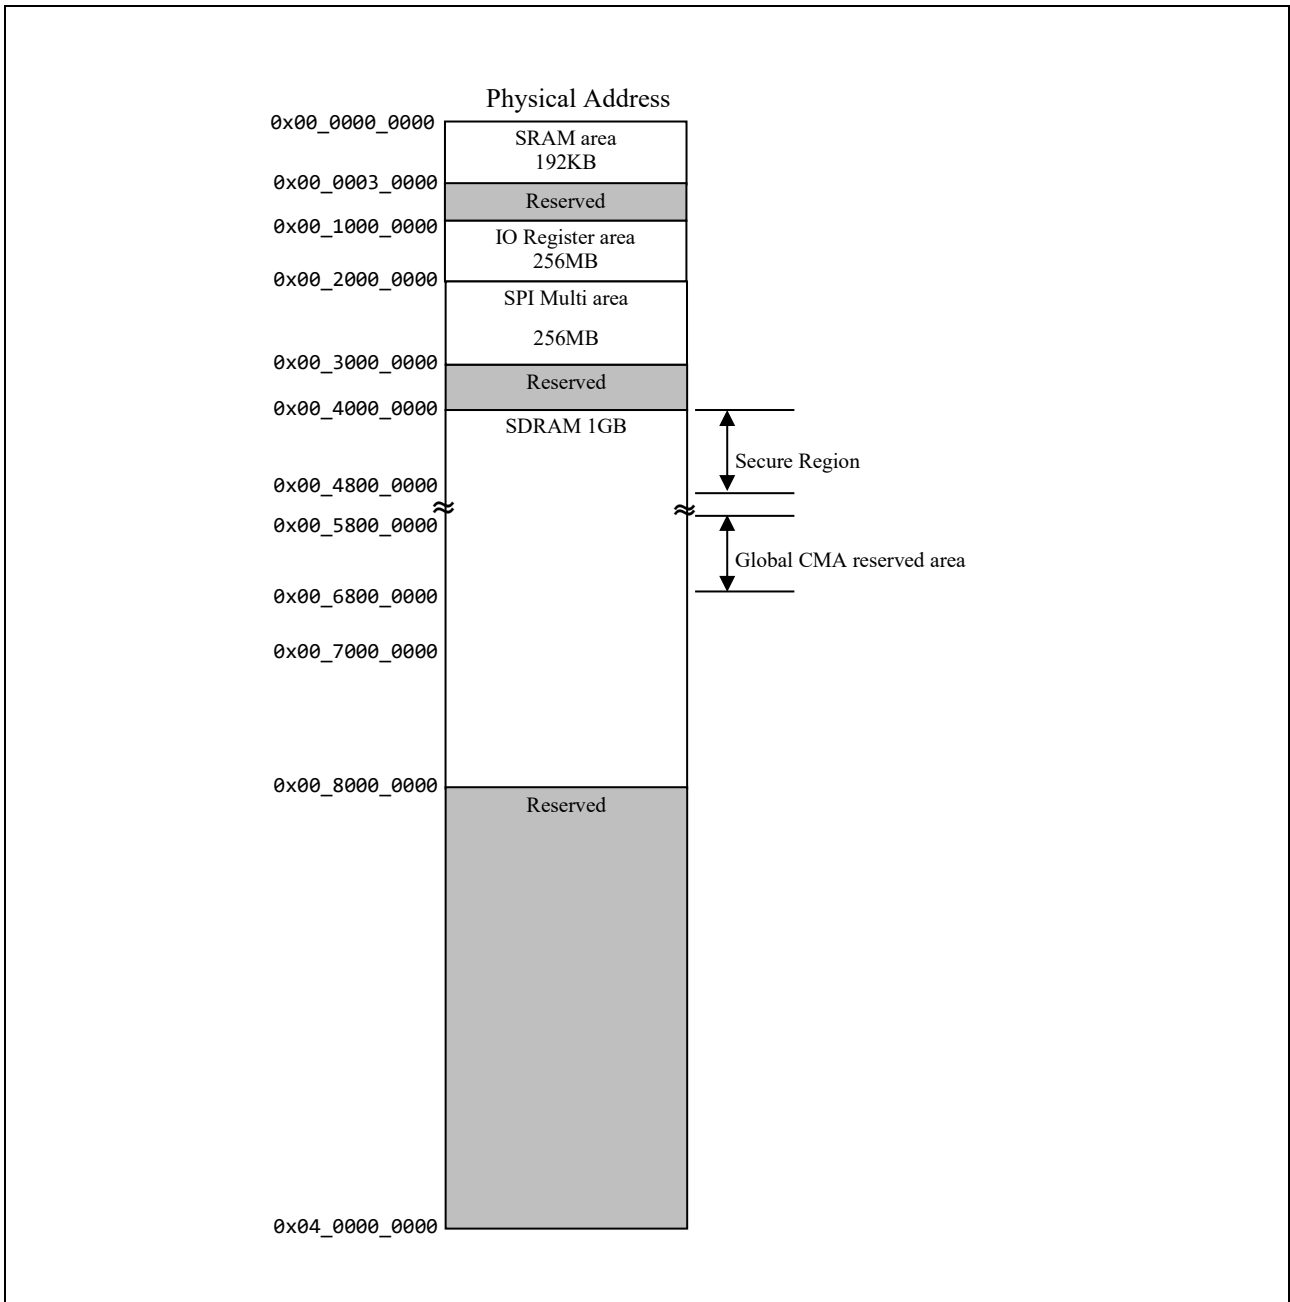 Physical Address
0x00_0000_0000
SRAM area
192KB
0x00_0003_0000
Reserved
0x00_1000_0000
IO Register area
256MB
0x00_2000_0000
SPI Multi area
256MB
0x00_3000_0000
Reserved
0x00_4000_0000
SDRAM 1GB
Secure Region
0x00_4800_0000
0x00_5800_0000
Global CMA reserved area
0x00_6800_0000
0x00_7000_0000
0x00_8000_0000
Reserved
0x04_0000_0000